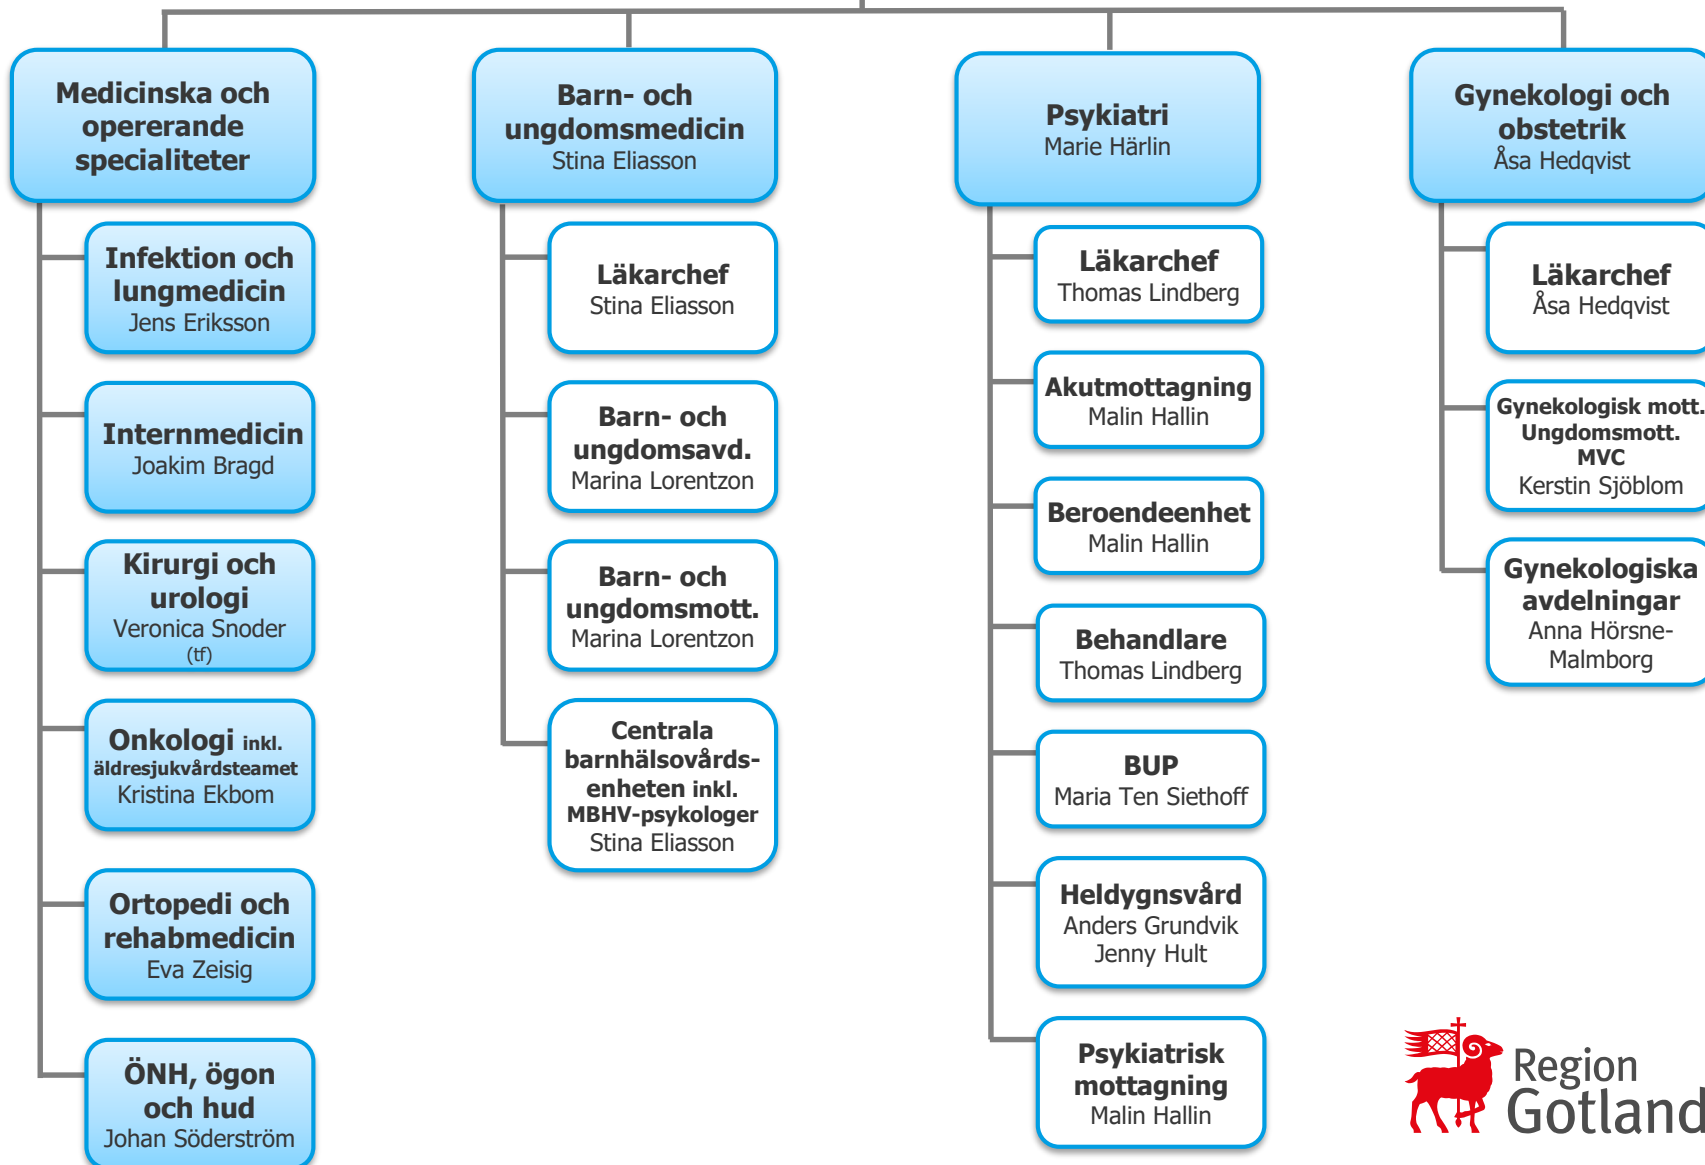 Medicinska och
opererande
specialiteter
Infektion och
lungmedicin
Jens Eriksson
Internmedicin
Joakim Bragd
Kirurgi och
urologi
Veronica Snoder
(tf)
Onkologi inkl.
äldresjukvårdsteamet
Kristina Ekbom
Ortopedi och
rehabmedicin
Eva Zeisig
ÖNH, ögon
och hud
Johan Söderström
Barn- och
ungdomsmedicin
Stina Eliasson
Läkarchef
Stina Eliasson
Barn- och
ungdomsavd.
Marina Lorentzon
Barn- och
ungdomsmott.
Marina Lorentzon
Centrala
barnhälsovårds-
enheten inkl.
MBHV-psykologer
Stina Eliasson
Psykiatri
Marie Härlin
Läkarchef
Thomas Lindberg
Akutmottagning
Malin Hallin
Beroendeenhet
Malin Hallin
Behandlare
Thomas Lindberg
BUP
Maria Ten Siethoff
Heldygnsvård
Anders Grundvik
Jenny Hult
Psykiatrisk
mottagning
Malin Hallin
Gynekologi och
obstetrik
Åsa Hedqvist
Läkarchef
Åsa Hedqvist
Gynekologisk mott.
Ungdomsmott.
MVC
Kerstin Sjöblom
Gynekologiska
avdelningar
Anna Hörsne-
Malmborg
Region
Gotland